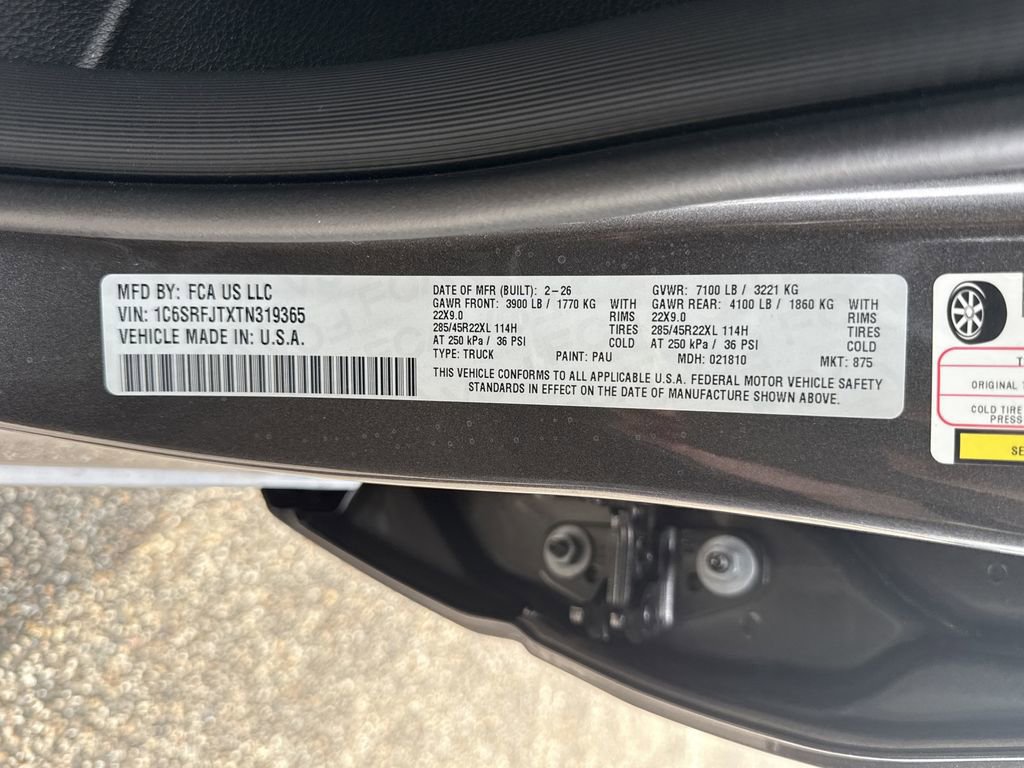 MFD BY: FCA US LLC
VIN: 1C6SRFJTXTN319365
VEHICLE MADE IN: U.S.A.
DATE OF MFR (BUILT): 2-26
GAWR FRONT: 3900 LB / 1770 KG WITH
22X9.0 RIMS
285/45R22XL 114H TIRES
AT 250 kPa / 36 PSI COLD
TYPE: TRUCK PAINT: PAU
GVWR: 7100 LB / 3221 KG
GAWR REAR: 4100 LB / 1860 KG WITH
22X9.0 RIMS
285/45R22XL 114H TIRES
AT 250 kPa / 36 PSI COLD
MDH: 021810 MKT: 875
THIS VEHICLE CONFORMS TO ALL APPLICABLE U.S.A. FEDERAL MOTOR VEHICLE SAFETY
STANDARDS IN EFFECT ON THE DATE OF MANUFACTURE SHOWN ABOVE.
ORIGINAL
COLD TIRE
PRESS
SE